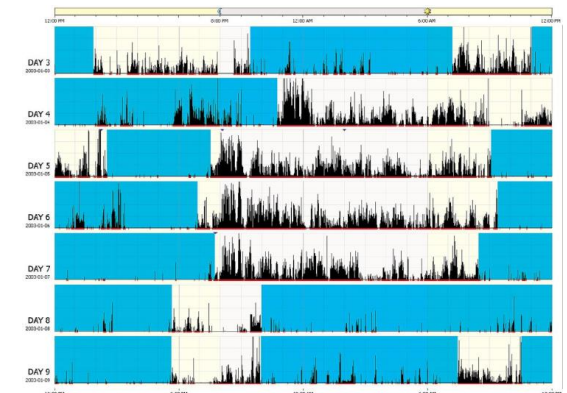 12:00 PM 8:00 PM 12:00 AM 6:00 AM 12:00 PM
DAY 3
2003-01-03
DAY 4
2003-01-04
DAY 5
2003-01-05
DAY 6
2003-01-06
DAY 7
2003-01-07
DAY 8
2003-01-08
DAY 9
2003-01-09